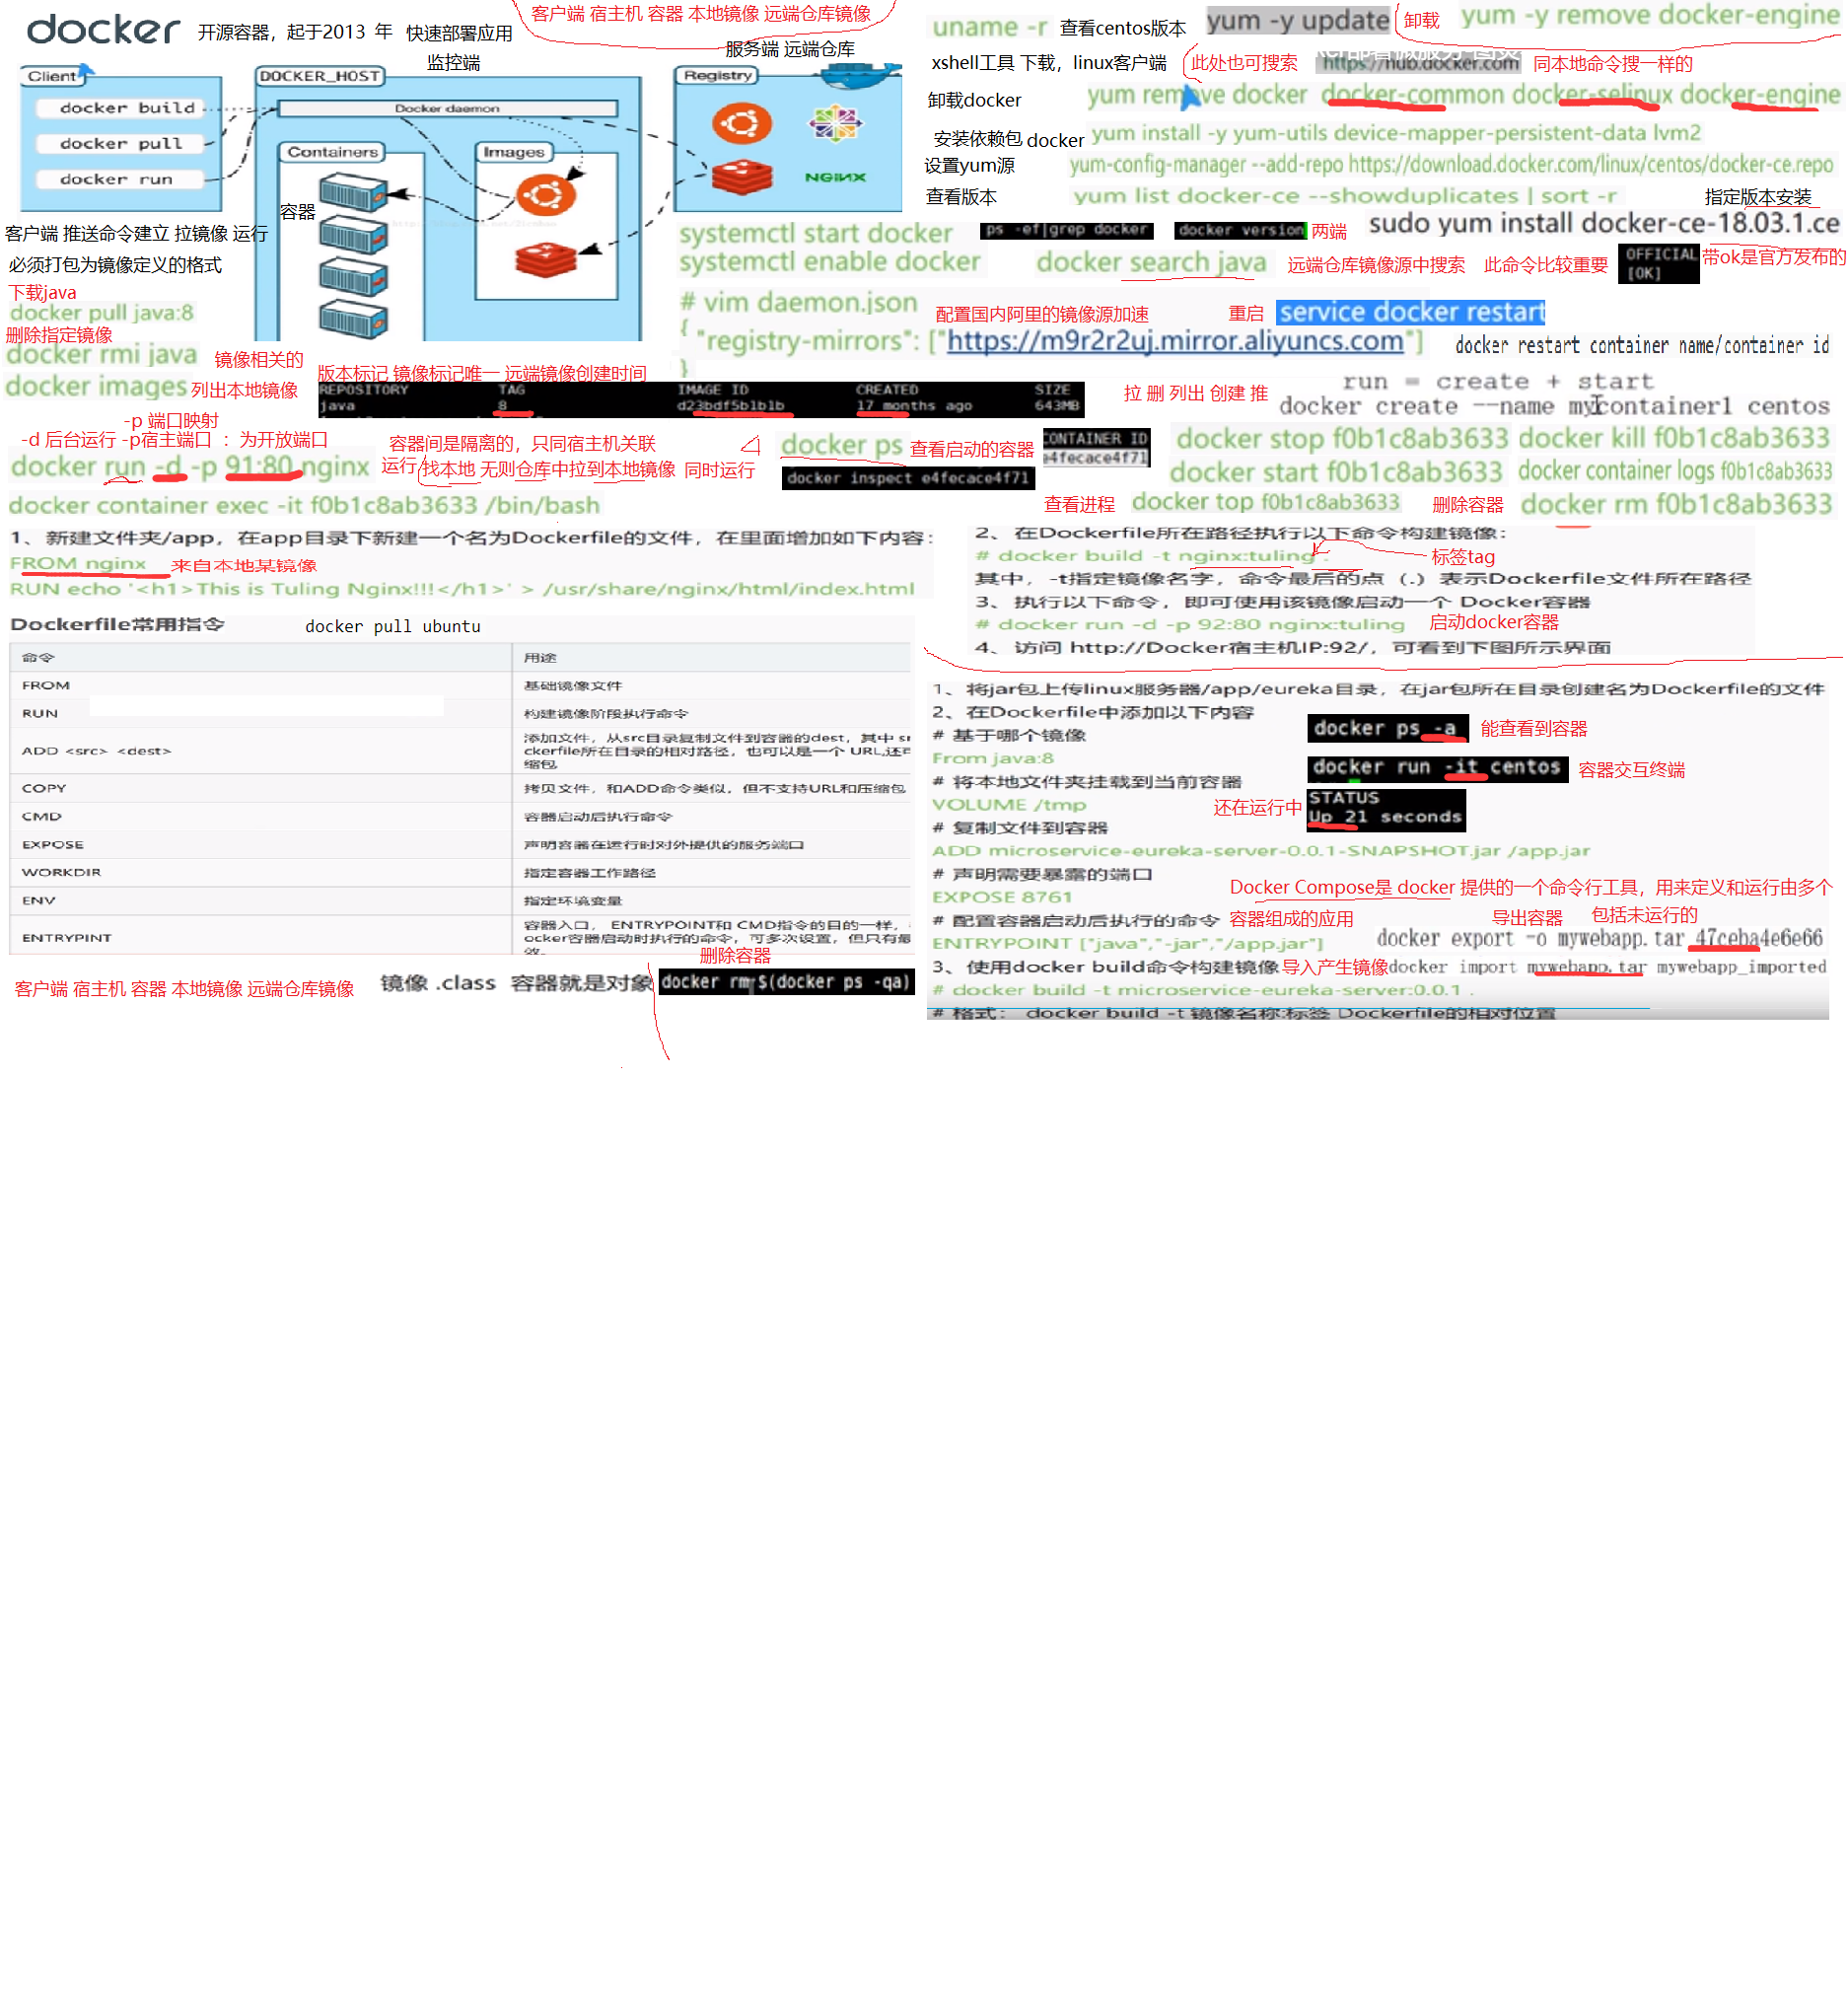 docker 开源容器，起于2013 年 快速部署应用
客户端 宿主机 容器 本地镜像 远端仓库镜像
监控端
服务端 远端仓库
Client
DOCKER_HOST
Registry
docker build
Docker daemon
docker pull
docker run
Containers
Images
NGINX
容器
客户端 推送命令建立 拉镜像 运行
必须打包为镜像定义的格式
下载java
docker pull java:8
删除指定镜像
docker rmi java 镜像相关的
docker images 列出本地镜像
版本标记 镜像标记唯一 远端镜像创建时间
REPOSITORY TAG IMAGE ID CREATED SIZE
java 8 d23bdf5b1b1b 17 months ago 643MB
uname -r 查看centos版本 yum -y update 卸载 yum -y remove docker-engine
xshell工具 下载，linux客户端 此处也可搜索 https://hub.docker.com 同本地命令搜一样的
卸载docker yum remove docker docker-common docker-selinux docker-engine
安装依赖包 docker yum install -y yum-utils device-mapper-persistent-data lvm2
设置yum源 yum-config-manager --add-repo https://download.docker.com/linux/centos/docker-ce.repo
查看版本 yum list docker-ce --showduplicates | sort -r 指定版本安装
systemctl start docker ps -ef|grep docker docker version 两端 sudo yum install docker-ce-18.03.1.ce
systemctl enable docker docker search java 远端仓库镜像源中搜索 此命令比较重要 OFFICIAL 带ok是官方发布的
[OK]
# vim daemon.json 配置国内阿里的镜像源加速 重启 service docker restart
{ "registry-mirrors": ["https://m9r2r2uj.mirror.aliyuncs.com"]
}
docker restart container name/container id
run = create + start
拉 删 列出 创建 推 docker create --name mycontainer1 centos
-p 端口映射
-d 后台运行 -p宿主端口 ：为开放端口
docker run -d -p 91:80 nginx
容器间是隔离的，只同宿主机关联
运行 找本地 无则仓库中拉到本地镜像 同时运行
docker ps 查看启动的容器
CONTAINER ID
e4fecace4f71
docker inspect e4fecace4f71
docker stop f0b1c8ab3633 docker kill f0b1c8ab3633
docker start f0b1c8ab3633 docker container logs f0b1c8ab3633
查看进程 docker top f0b1c8ab3633 删除容器 docker rm f0b1c8ab3633
docker container exec -it f0b1c8ab3633 /bin/bash
1、新建文件夹/app，在app目录下新建一个名为Dockerfile的文件，在里面增加如下内容：
FROM nginx 来自本地某镜像
RUN echo '<h1>This is Tuling Nginx!!!</h1>' > /usr/share/nginx/html/index.html
2、在Dockerfile所在路径执行以下命令构建镜像：
# docker build -t nginx:tuling . 标签tag
其中，-t指定镜像名字，命令最后的点（.）表示Dockerfile文件所在路径
3、执行以下命令，即可使用该镜像启动一个 Docker容器
# docker run -d -p 92:80 nginx:tuling 启动docker容器
4、访问 http://Docker宿主机IP:92/，可看到下图所示界面
Dockerfile常用指令 docker pull ubuntu
命令 用途
FROM 基础镜像文件
RUN 构建镜像阶段执行命令
ADD <src> <dest> 添加文件，从src目录复制文件到容器的dest，其中 sr
ckerfile所在目录的相对路径，也可以是一个 URL,还可
缩包
COPY 拷贝文件，和ADD命令类似，但不支持URL和压缩包
CMD 容器启动后执行命令
EXPOSE 声明容器在运行时对外提供的服务端口
WORKDIR 指定容器工作路径
ENV 指定环境变量
ENTRYPINT 容器入口， ENTRYPOINT和 CMD指令的目的一样，
ocker容器启动时执行的命令，可多次设置，但只有最
效。
删除容器
客户端 宿主机 容器 本地镜像 远端仓库镜像 镜像 .class 容器就是对象 docker rm $(docker ps -qa)
1、将jar包上传linux服务器/app/eureka目录，在jar包所在目录创建名为Dockerfile的文件
2、在Dockerfile中添加以下内容
# 基于哪个镜像 docker ps -a 能查看到容器
From java:8
# 将本地文件夹挂载到当前容器 docker run -it centos 容器交互终端
VOLUME /tmp 还在运行中 STATUS
# 复制文件到容器 Up 21 seconds
ADD microservice-eureka-server-0.0.1-SNAPSHOT.jar /app.jar
# 声明需要暴露的端口
EXPOSE 8761 Docker Compose是 docker 提供的一个命令行工具，用来定义和运行由多个
# 配置容器启动后执行的命令 容器组成的应用 导出容器 包括未运行的
ENTRYPOINT ["java","-jar","/app.jar"] docker export -o mywebapp.tar 47ceba4e6e66
3、使用docker build命令构建镜像 导入产生镜像 docker import mywebapp.tar mywebapp_imported
# docker build -t microservice-eureka-server:0.0.1 .
# 格式： docker build -t 镜像名称:标签 Dockerfile的相对位置